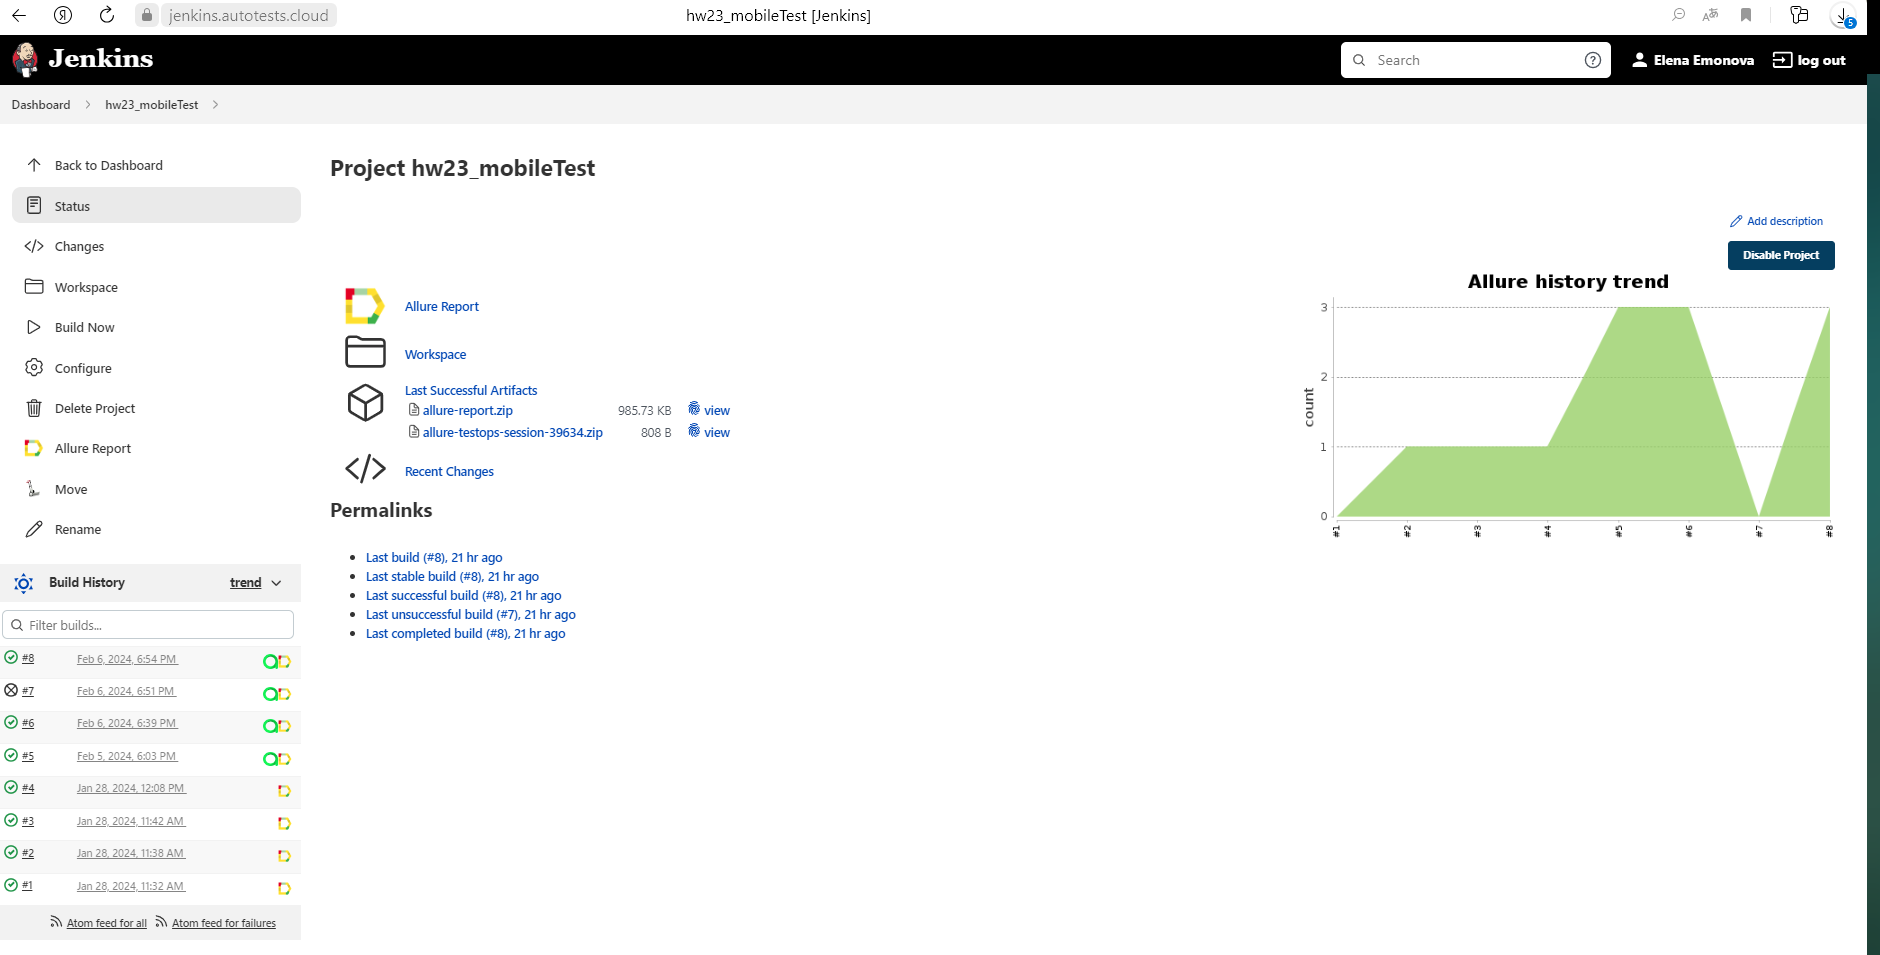 jenkins.autotests.cloud
hw23_mobileTest [Jenkins]
5
Jenkins
Search
Elena Emonova
log out
Dashboard
hw23_mobileTest
Back to Dashboard
Status
Changes
Workspace
Build Now
Configure
Delete Project
Allure Report
Move
Rename
Build History
trend
Filter builds...
#8 Feb 6, 2024, 6:54 PM
#7 Feb 6, 2024, 6:51 PM
#6 Feb 6, 2024, 6:39 PM
#5 Feb 5, 2024, 6:03 PM
#4 Jan 28, 2024, 12:08 PM
#3 Jan 28, 2024, 11:42 AM
#2 Jan 28, 2024, 11:38 AM
#1 Jan 28, 2024, 11:32 AM
Atom feed for all Atom feed for failures
Project hw23_mobileTest
Add description
Disable Project
Allure Report
Workspace
Last Successful Artifacts
allure-report.zip 985.73 KB view
allure-testops-session-39634.zip 808 B view
Recent Changes
Permalinks
Last build (#8), 21 hr ago
Last stable build (#8), 21 hr ago
Last successful build (#8), 21 hr ago
Last unsuccessful build (#7), 21 hr ago
Last completed build (#8), 21 hr ago
Allure history trend
count
3
2
1
0
#1 #2 #3 #4 #5 #6 #7 #8